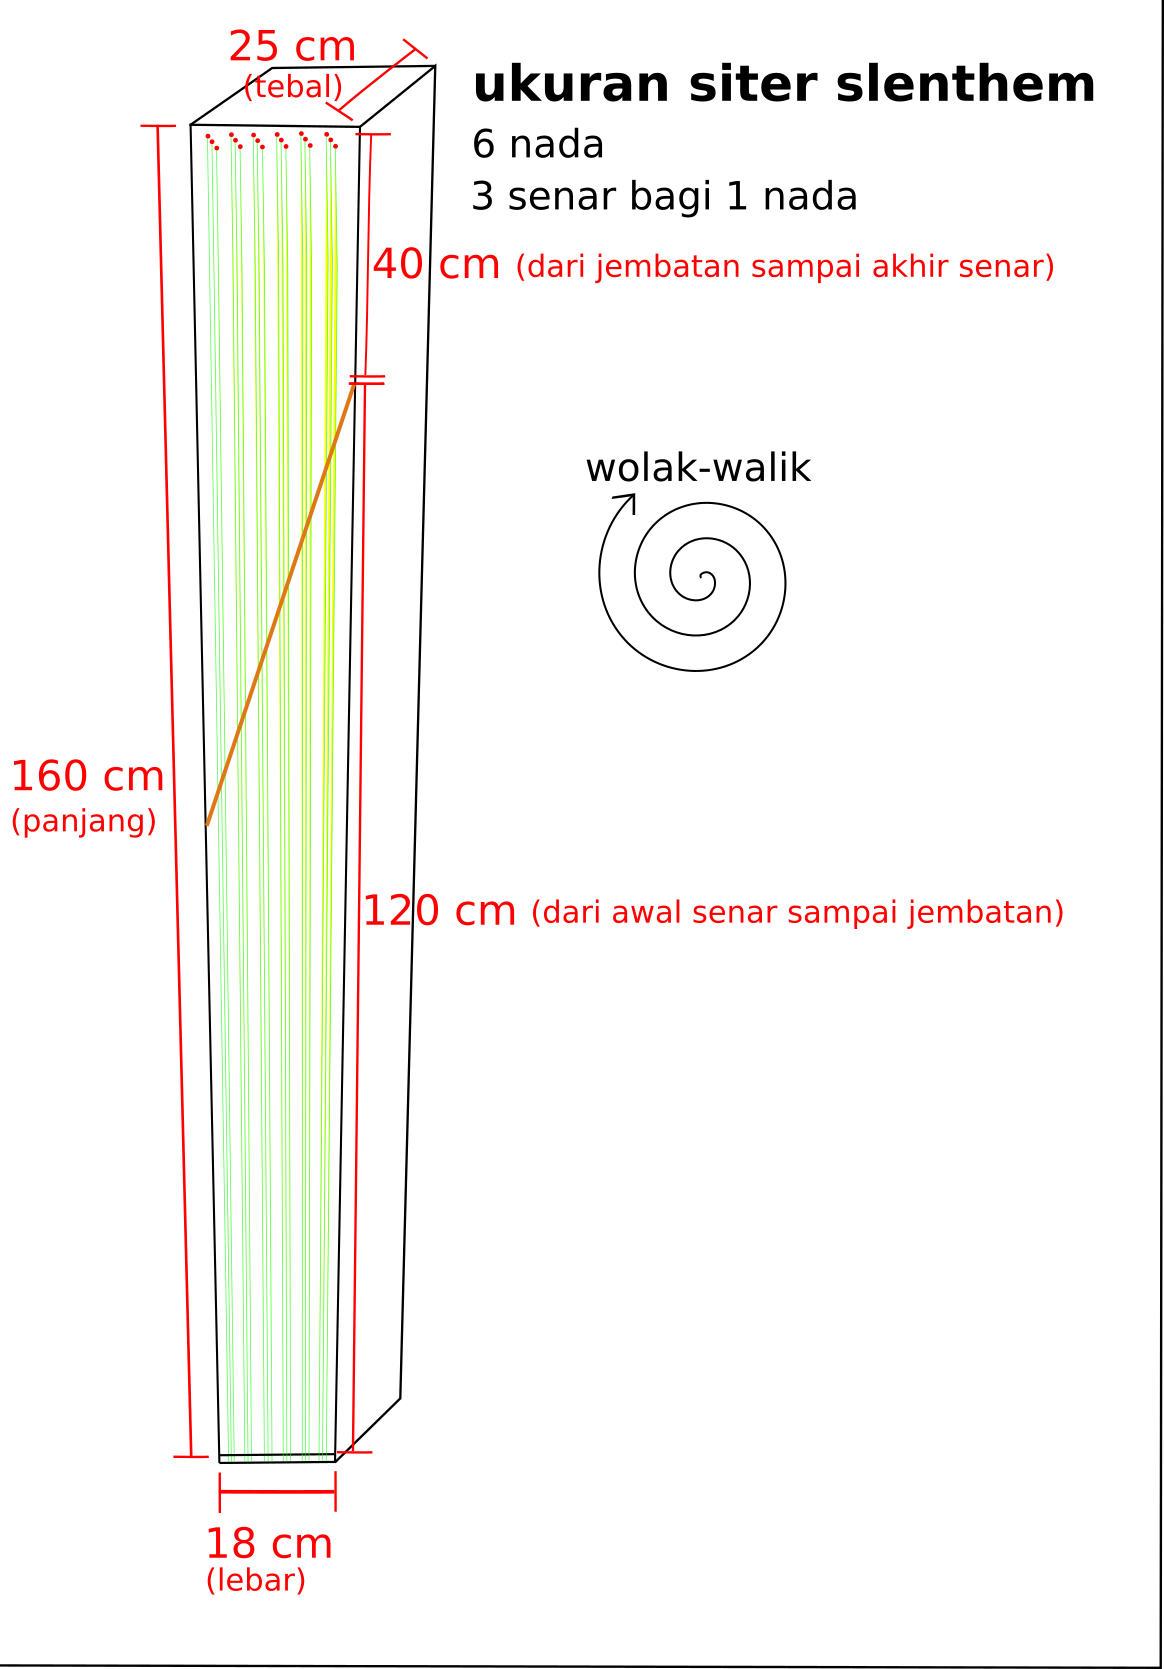 25 cm
(tebal)
ukuran siter slenthem
6 nada
3 senar bagi 1 nada
40 cm (dari jembatan sampai akhir senar)
wolak-walik
160 cm
(panjang)
120 cm (dari awal senar sampai jembatan)
18 cm
(lebar)